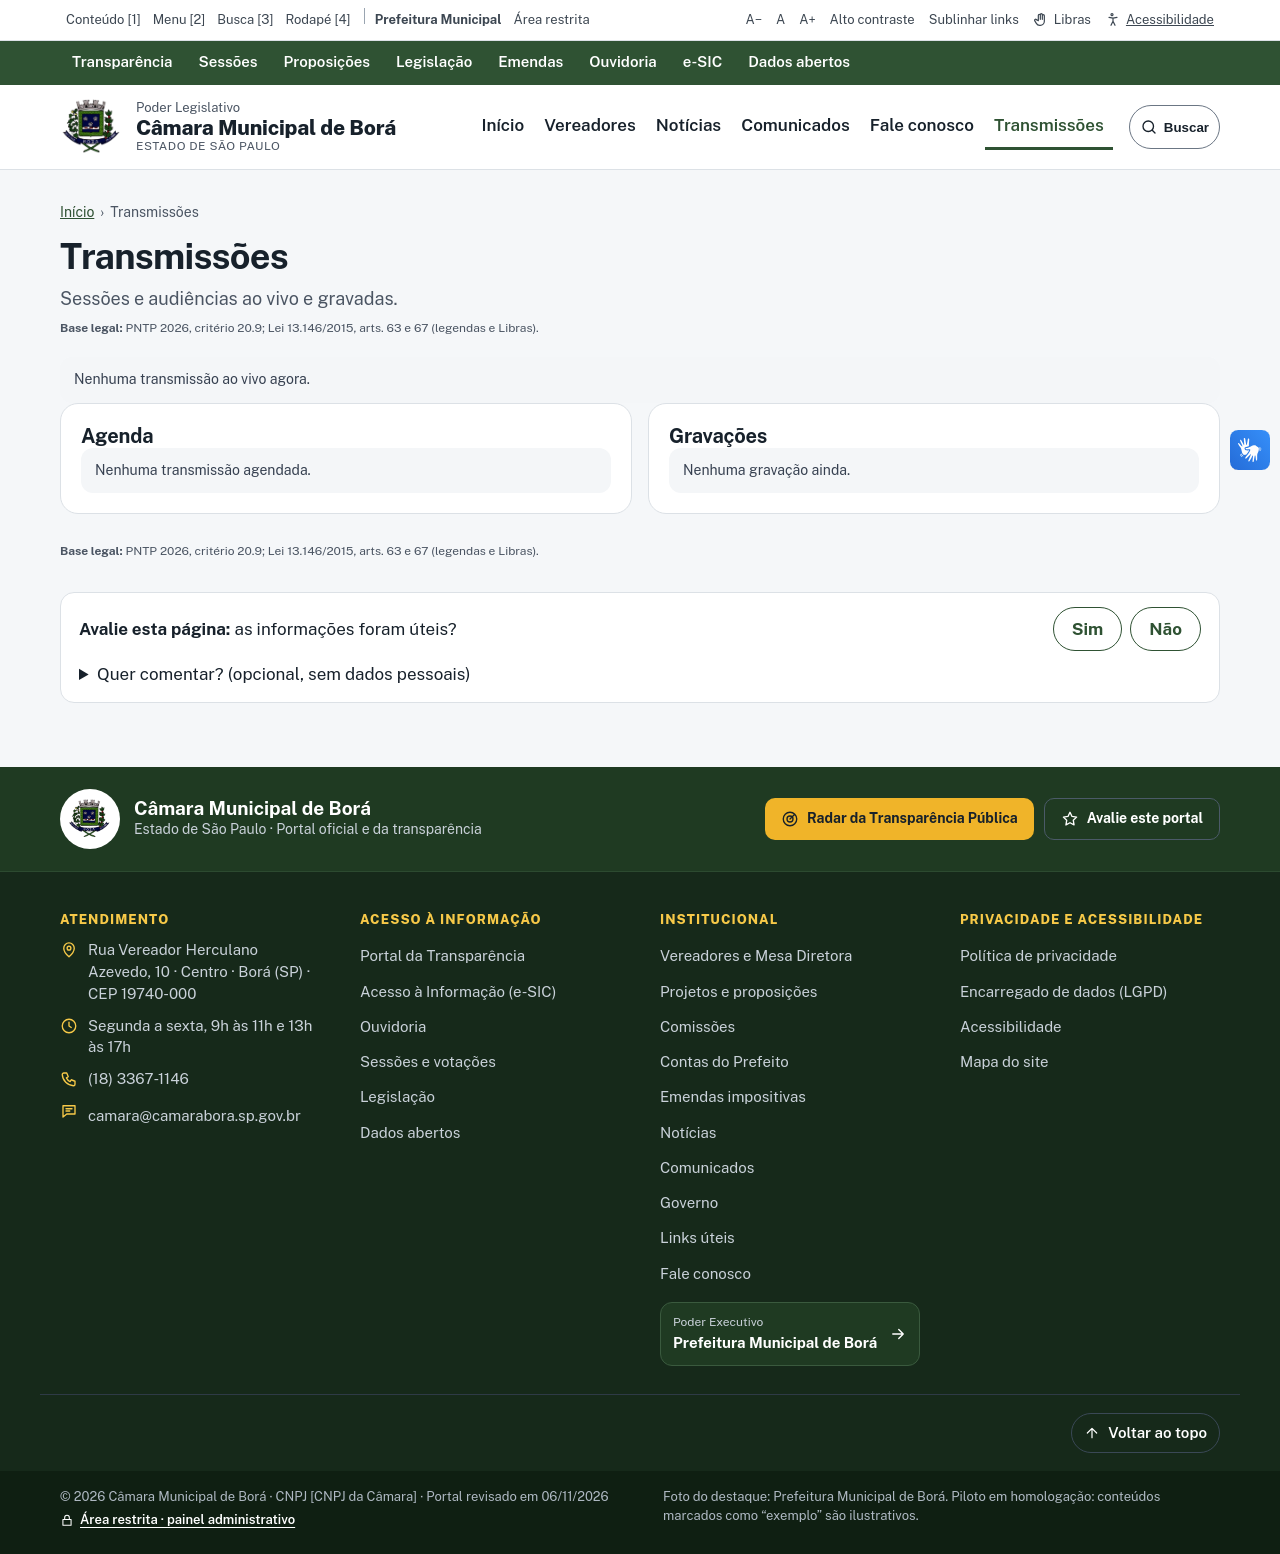 Conteúdo [1] Menu [2] Busca [3] Rodapé [4] Prefeitura Municipal Área restrita A− A A+ Alto contraste Sublinhar links Libras Acessibilidade
Transparência Sessões Proposições Legislação Emendas Ouvidoria e-SIC Dados abertos
Poder Legislativo
Câmara Municipal de Borá
ESTADO DE SÃO PAULO
Início Vereadores Notícias Comunicados Fale conosco Transmissões Buscar
Início › Transmissões
Transmissões
Sessões e audiências ao vivo e gravadas.
Base legal: PNTP 2026, critério 20.9; Lei 13.146/2015, arts. 63 e 67 (legendas e Libras).
Nenhuma transmissão ao vivo agora.
Agenda
Nenhuma transmissão agendada.
Gravações
Nenhuma gravação ainda.
Base legal: PNTP 2026, critério 20.9; Lei 13.146/2015, arts. 63 e 67 (legendas e Libras).
Avalie esta página: as informações foram úteis? Sim Não
Quer comentar? (opcional, sem dados pessoais)
Câmara Municipal de Borá
Estado de São Paulo · Portal oficial e da transparência
Radar da Transparência Pública Avalie este portal
ATENDIMENTO
Rua Vereador Herculano
Azevedo, 10 · Centro · Borá (SP) ·
CEP 19740-000
Segunda a sexta, 9h às 11h e 13h
às 17h
(18) 3367-1146
camara@camarabora.sp.gov.br
ACESSO À INFORMAÇÃO
Portal da Transparência
Acesso à Informação (e-SIC)
Ouvidoria
Sessões e votações
Legislação
Dados abertos
INSTITUCIONAL
Vereadores e Mesa Diretora
Projetos e proposições
Comissões
Contas do Prefeito
Emendas impositivas
Notícias
Comunicados
Governo
Links úteis
Fale conosco
Poder Executivo
Prefeitura Municipal de Borá
PRIVACIDADE E ACESSIBILIDADE
Política de privacidade
Encarregado de dados (LGPD)
Acessibilidade
Mapa do site
Voltar ao topo
© 2026 Câmara Municipal de Borá · CNPJ [CNPJ da Câmara] · Portal revisado em 06/11/2026
Área restrita · painel administrativo
Foto do destaque: Prefeitura Municipal de Borá. Piloto em homologação: conteúdos
marcados como “exemplo” são ilustrativos.